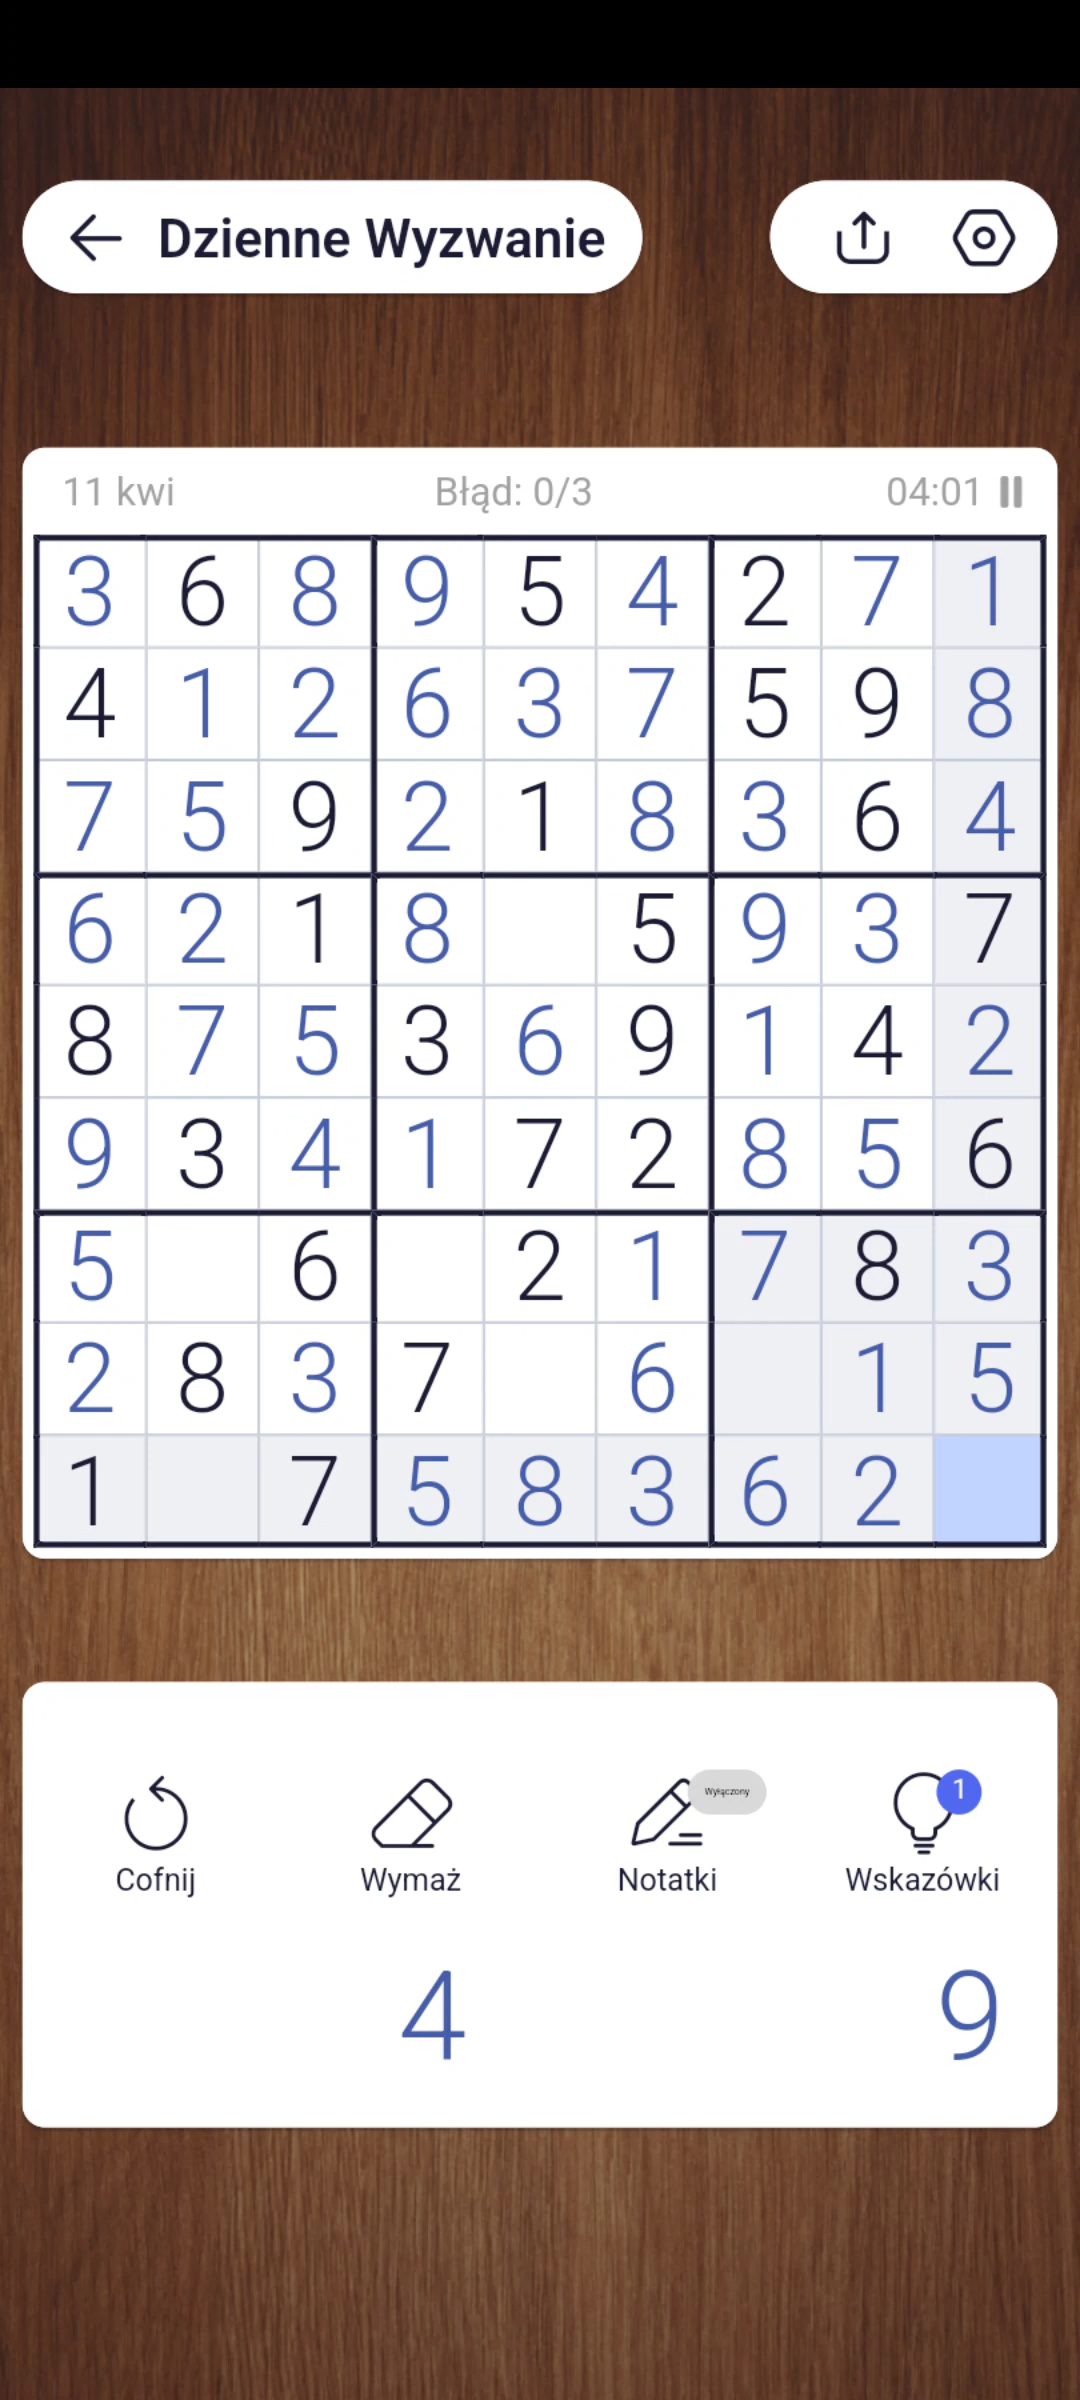 Dzienne Wyzwanie
11 kwi Błąd: 0/3 04:01
3 6 8 9 5 4 2 7 1
4 1 2 6 3 7 5 9 8
7 5 9 2 1 8 3 6 4
6 2 1 8 5 9 3 7
8 7 5 3 6 9 1 4 2
9 3 4 1 7 2 8 5 6
5 6 2 1 7 8 3
2 8 3 7 6 1 5
1 7 5 8 3 6 2
Wyłączony 1
Cofnij Wymaż Notatki Wskazówki
4 9